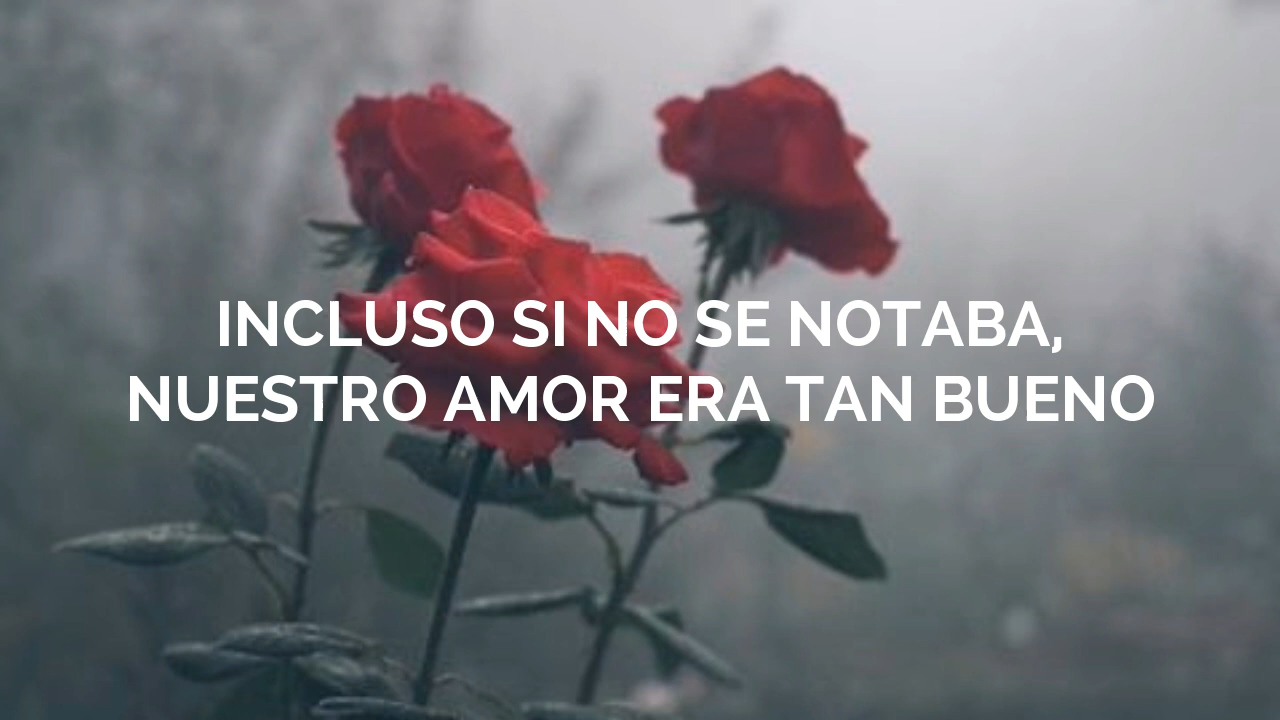 INCLUSO SI NO SE NOTABA,
NUESTRO AMOR ERA TAN BUENO